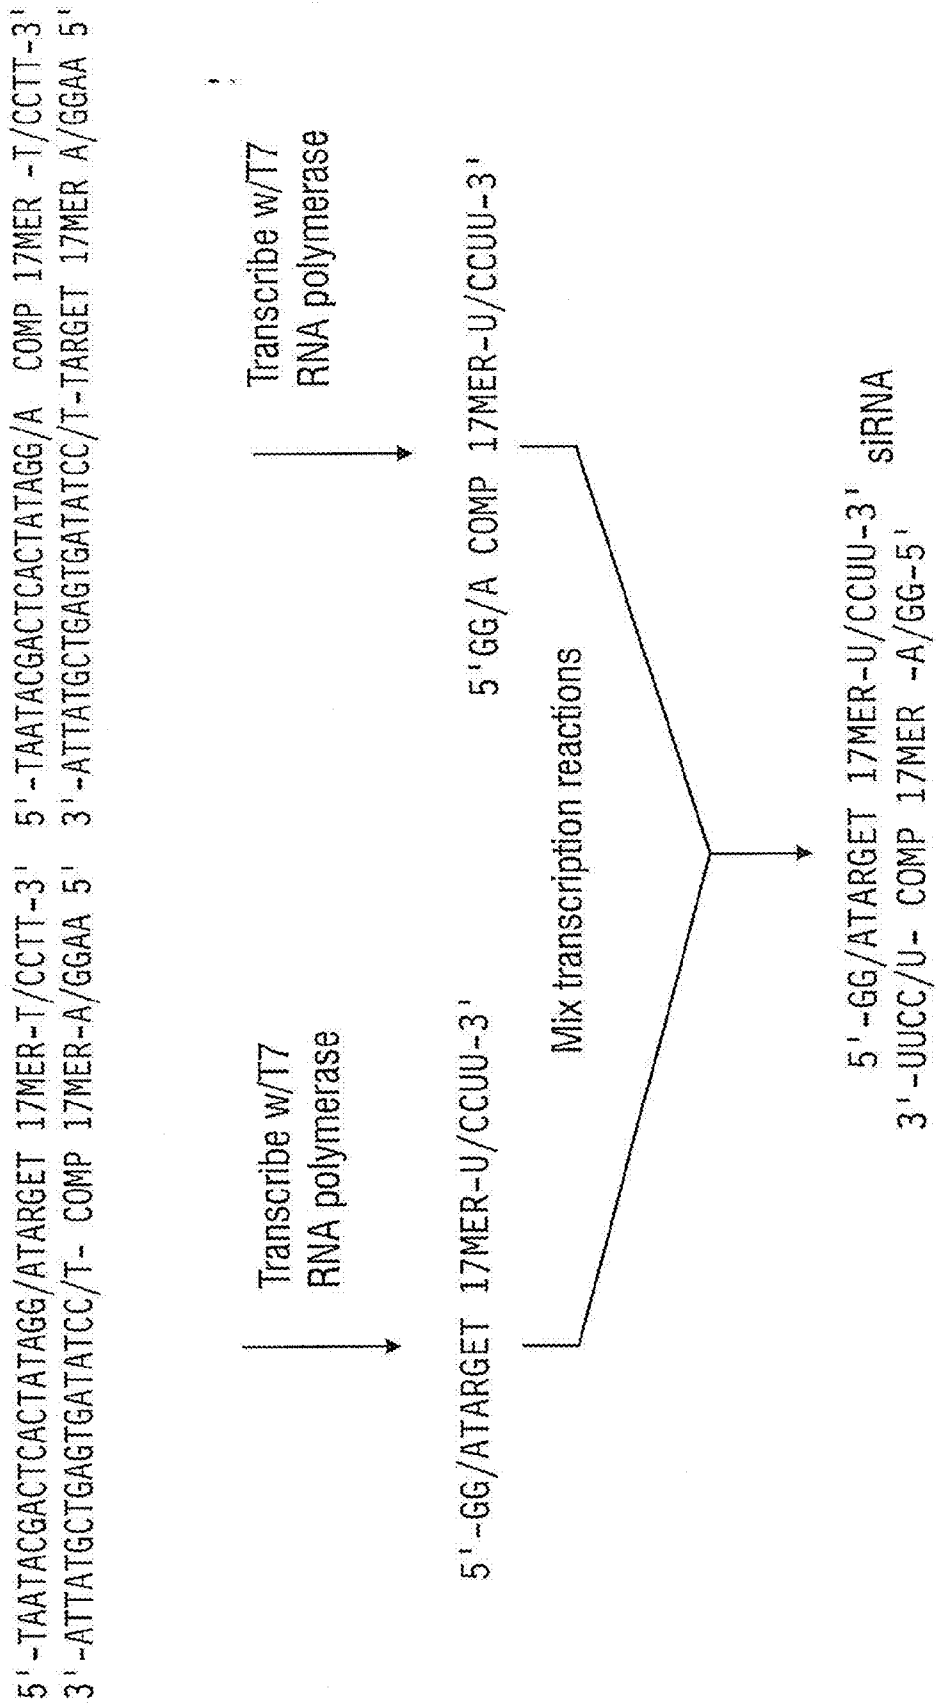 5'-TAATACGACTCACTATAGG/ATARGET 17MER-T/CCTT-3'
3'-ATTATGCTGAGTGATATCC/T- COMP 17MER-A/GGAA 5'
5'-TAATACGACTCACTATAGG/A COMP 17MER -T/CCTT-3'
3'-ATTATGCTGAGTGATATCC/T-TARGET 17MER A/GGAA 5"
Transcribe w/T7
RNA polymerase
Transcribe w/T7
RNA polymerase
5'-GG/ATARGET 17MER-U/CCUU-3'
5'GG/A COMP 17MER-U/CCUU-3'
Mix transcription reactions
5'-GG/ATARGET 17MER-U/CCUU-3'
3'-UUCC/U- COMP 17MER -A/GG-5'
siRNA